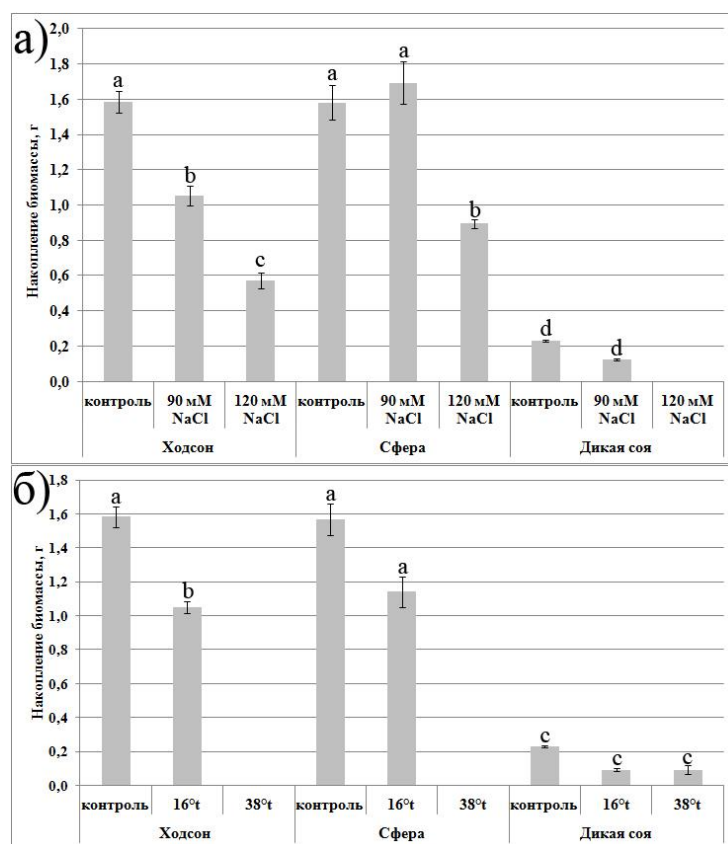 а)
Накопление биомассы, г
2,0
1,8
1,6
1,4
1,2
1,0
0,8
0,6
0,4
0,2
0,0
a b c a a b d d
контроль 90 мМ NaCl 120 мМ NaCl контроль 90 мМ NaCl 120 мМ NaCl контроль 90 мМ NaCl 120 мМ NaCl
Ходсон Сфера Дикая соя
б)
Накопление биомассы, г
1,8
1,6
1,4
1,2
1,0
0,8
0,6
0,4
0,2
0,0
a b a a c c c
контроль 16°t 38°t контроль 16°t 38°t контроль 16°t 38°t
Ходсон Сфера Дикая соя